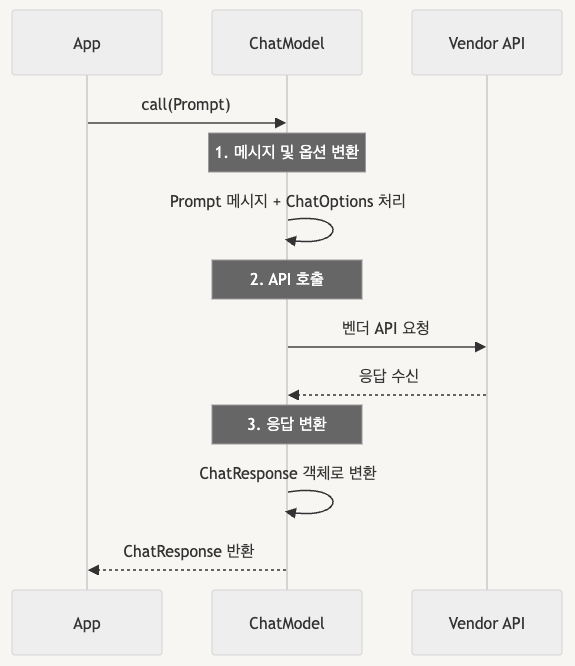 App
ChatModel
Vendor API
call(Prompt)
1. 메시지 및 옵션 변환
Prompt 메시지 + ChatOptions 처리
2. API 호출
벤더 API 요청
응답 수신
3. 응답 변환
ChatResponse 객체로 변환
ChatResponse 반환
App
ChatModel
Vendor API